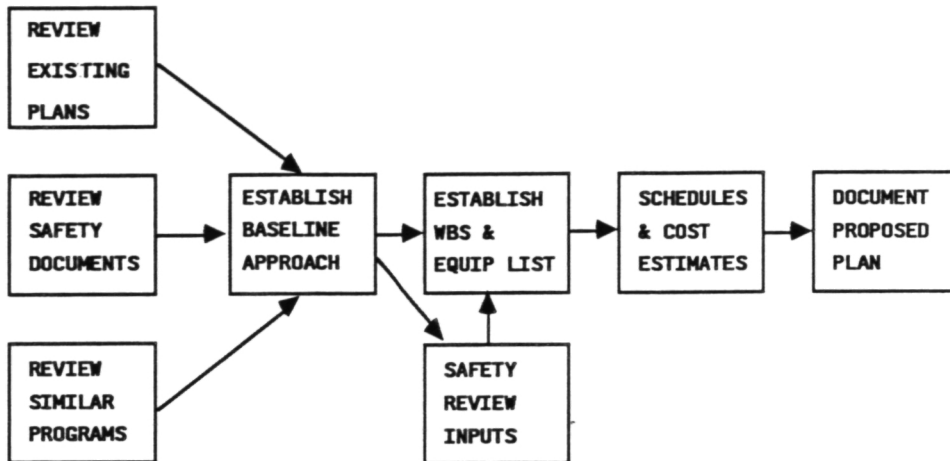 REVIEW
EXISTING
PLANS
REVIEW
SAFETY
DOCUMENTS
REVIEW
SIMILAR
PROGRAMS
ESTABLISH
BASELINE
APPROACH
ESTABLISH
WBS &
EQUIP LIST
SAFETY
REVIEW
INPUTS
SCHEDULES
& COST
ESTIMATES
DOCUMENT
PROPOSED
PLAN